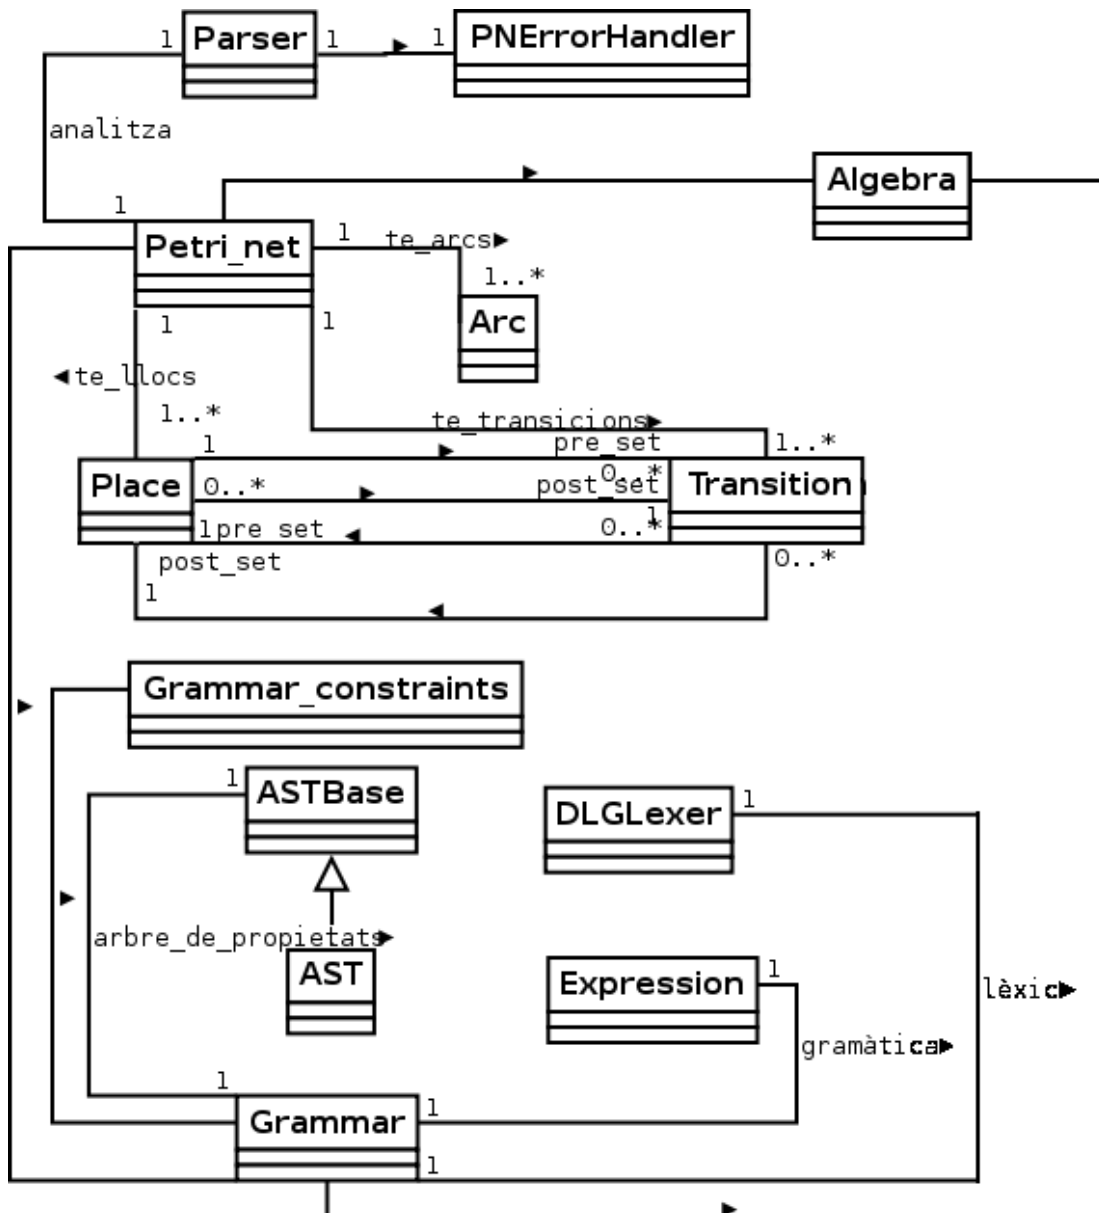 1 Parser 1 1 PNErrorHandler
analitza
Algebra
1
Petri_net 1 te_arcs
1..*
1 1 Arc
te_llocs
1..* te_transicions
1 pre_set 1..*
0..*
Place 0..* post_set Transition
1
1 pre_set 0..*
post_set 0..*
1
Grammar_constraints
1 ASTBase
DLGLexer 1
arbre_de_propietats
AST
Expression 1
lèxic
gramàtica
1
Grammar 1
1